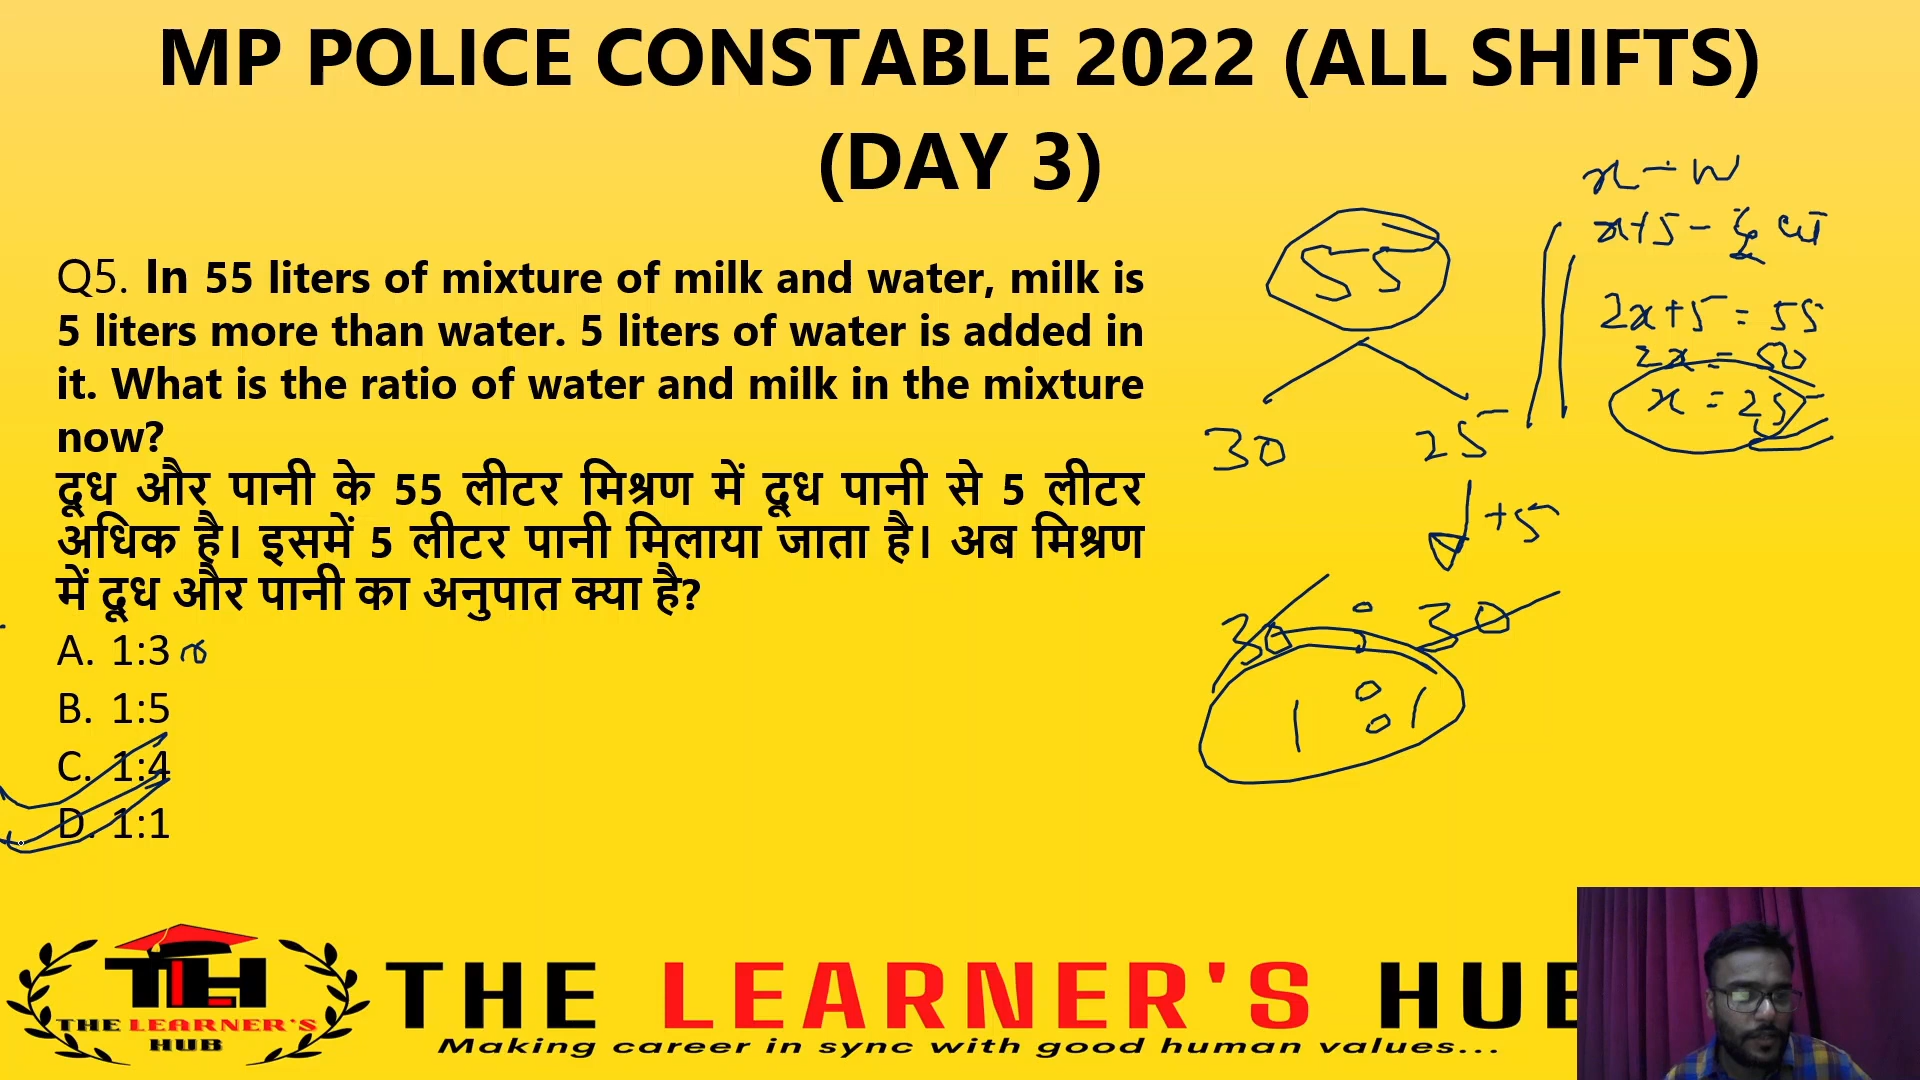 MP POLICE CONSTABLE 2022 (ALL SHIFTS)
(DAY 3)
Q5. In 55 liters of mixture of milk and water, milk is
5 liters more than water. 5 liters of water is added in
it. What is the ratio of water and milk in the mixture
now?
दूध और पानी के 55 लीटर मिश्रण में दूध पानी से 5 लीटर
अधिक है। इसमें 5 लीटर पानी मिलाया जाता है। अब मिश्रण
में दूध और पानी का अनुपात क्या है?
A. 1:3
B. 1:5
C. 1:4
D. 1:1
55
30 25
+5
30 : 30
1 : 1
x - W
x+5 -
2x+5 = 55
2x = 50
x = 25
TLH
THE LEARNER'S
HUB
THE LEARNER'S HUB
Making career in sync with good human values...